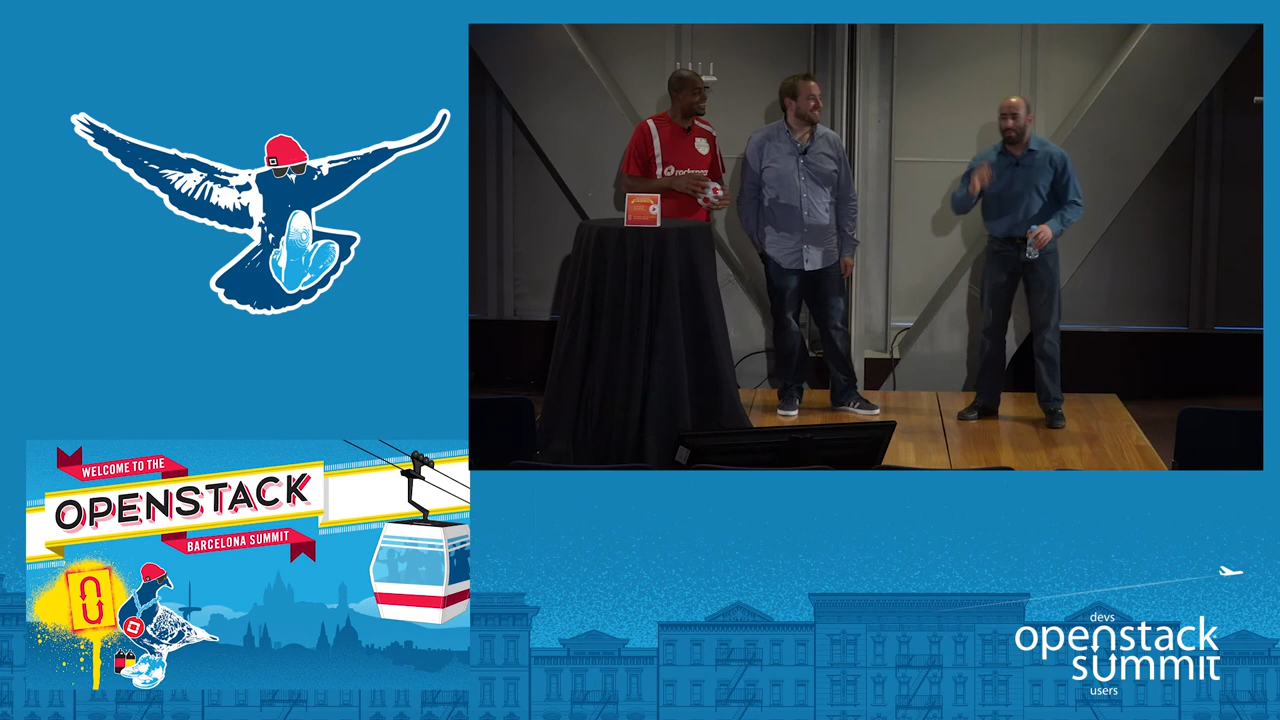 rackspace
WELCOME TO THE
OPENSTACK
BARCELONA SUMMIT
devs
openstack
summit
users